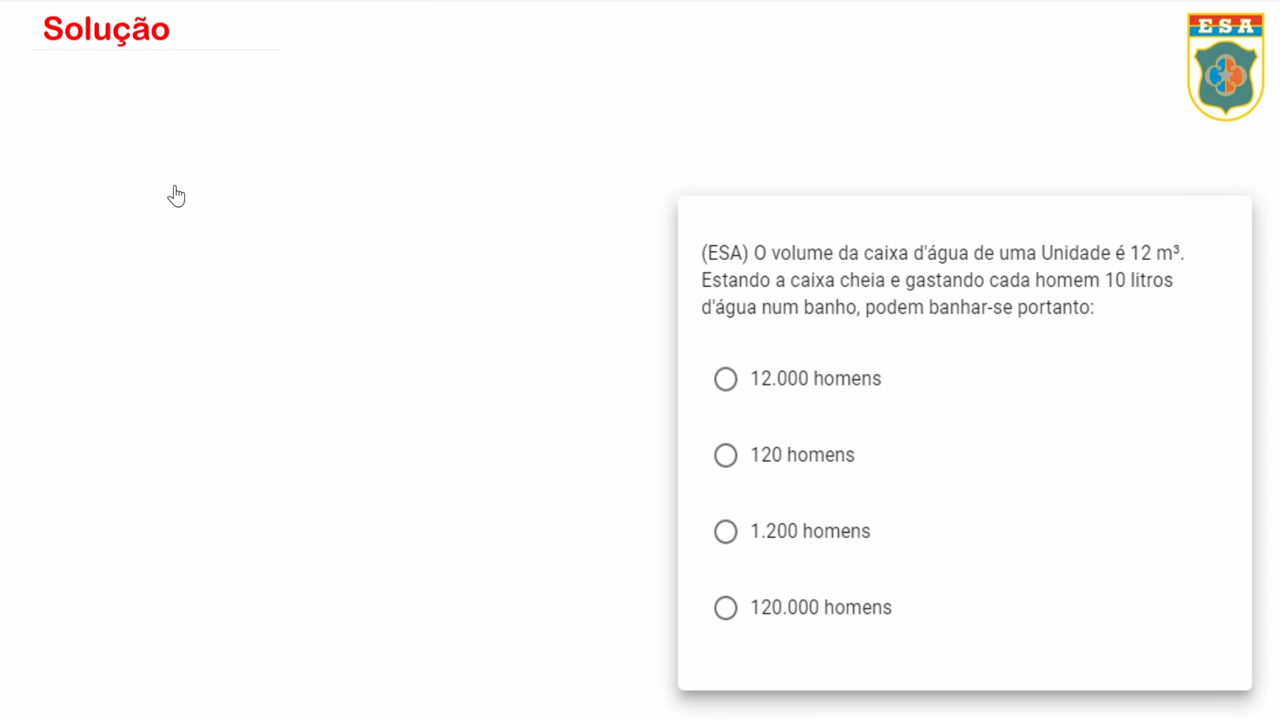 Solução
ESA
(ESA) O volume da caixa d'água de uma Unidade é 12 m³.
Estando a caixa cheia e gastando cada homem 10 litros
d'água num banho, podem banhar-se portanto:
12.000 homens
120 homens
1.200 homens
120.000 homens